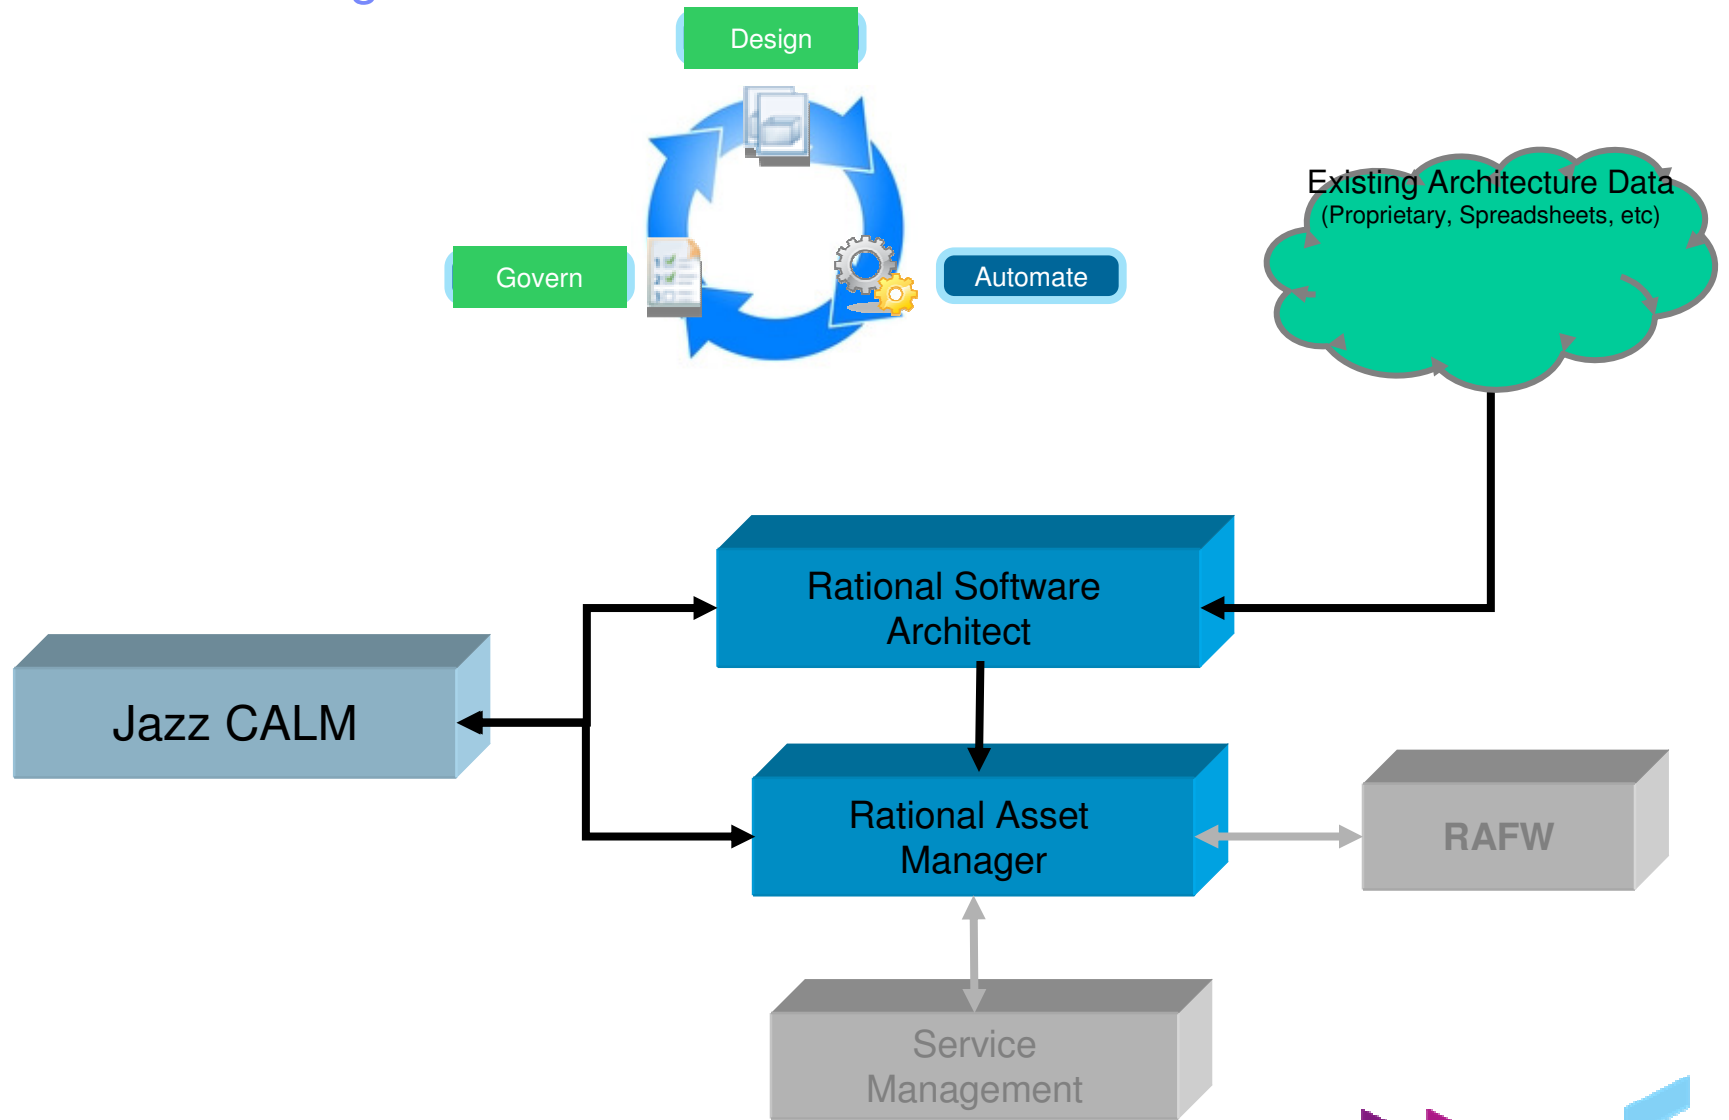 Design
Govern
Automate
Existing Architecture Data
(Proprietary, Spreadsheets, etc)
Rational Software
Architect
Jazz CALM
Rational Asset
Manager
RAFW
Service
Management